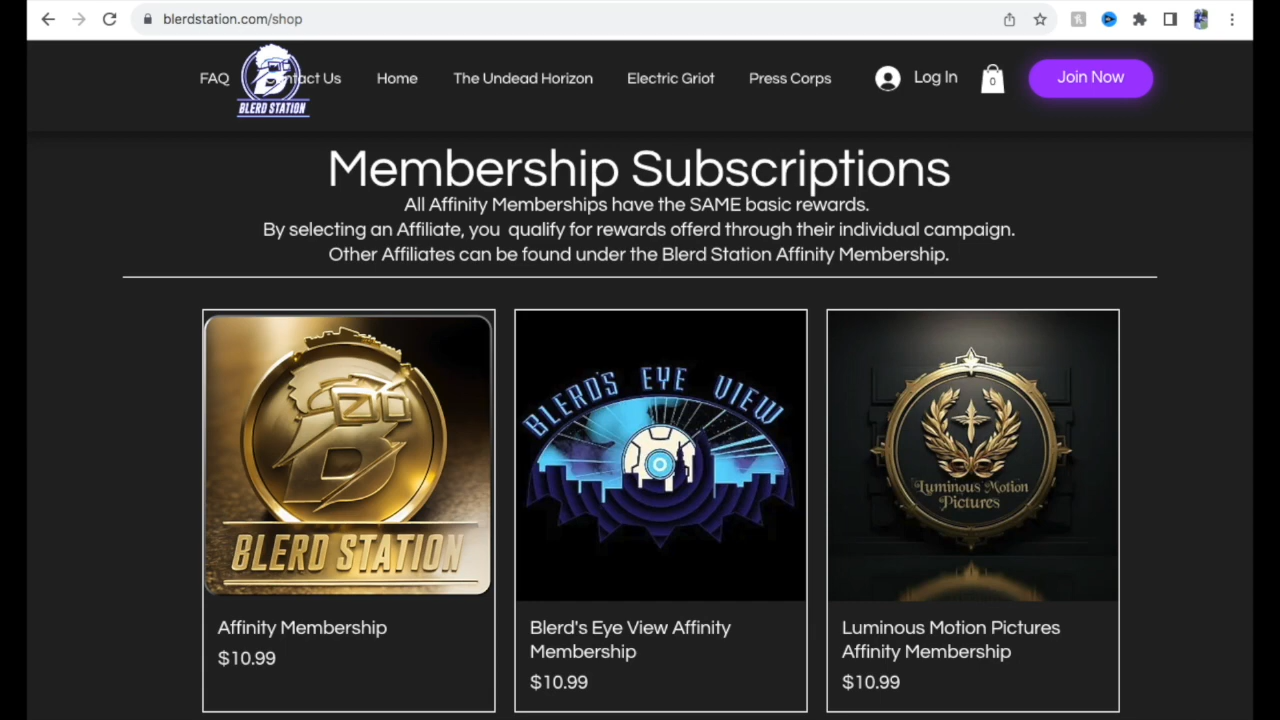 blerdstation.com/shop
FAQ
ntact Us
Home
The Undead Horizon
Electric Griot
Press Corps
Log In
0
Join Now
BLERD STATION
Membership Subscriptions
All Affinity Memberships have the SAME basic rewards.
By selecting an Affiliate, you qualify for rewards offerd through their individual campaign.
Other Affiliates can be found under the Blerd Station Affinity Membership.
B
BLERD STATION
BLERD'S EYE VIEW
Luminous Motion
Pictures
Affinity Membership
$10.99
Blerd's Eye View Affinity
Membership
$10.99
Luminous Motion Pictures
Affinity Membership
$10.99